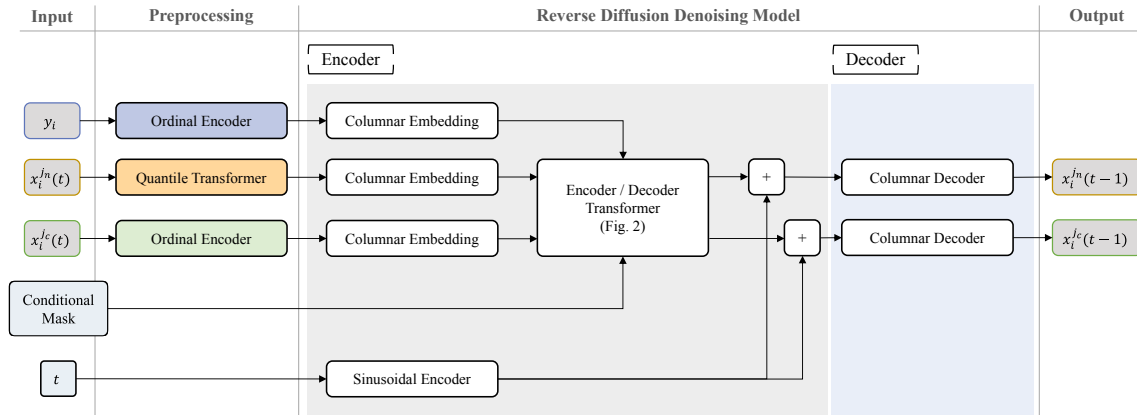 Input
Preprocessing
Reverse Diffusion Denoising Model
Output
Encoder
Decoder
y_i
Ordinal Encoder
Columnar Embedding
x_i^{j_n}(t)
Quantile Transformer
Columnar Embedding
Encoder / Decoder
Transformer
(Fig. 2)
+
Columnar Decoder
x_i^{j_n}(t − 1)
x_i^{j_c}(t)
Ordinal Encoder
Columnar Embedding
+
Columnar Decoder
x_i^{j_c}(t − 1)
Conditional
Mask
t
Sinusoidal Encoder